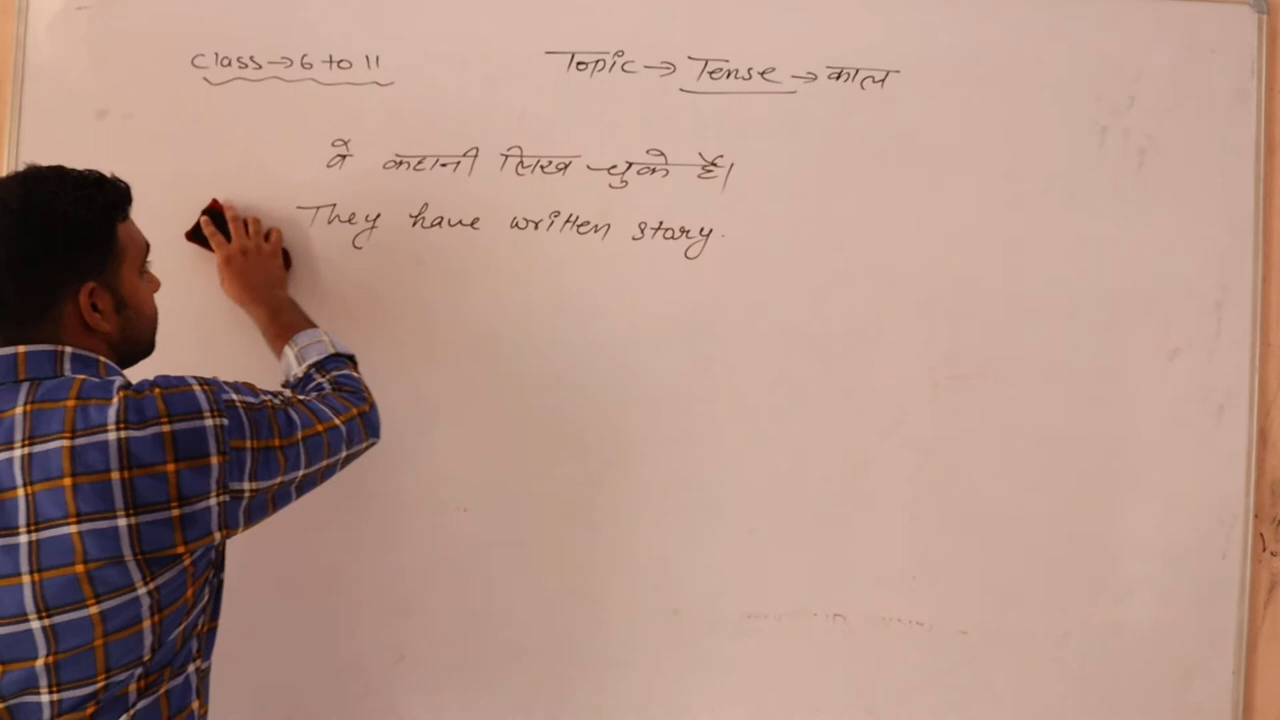 Class→6 to 11
Topic→Tense→काल
वे कहानी लिख चुके हैं।
They have written story.